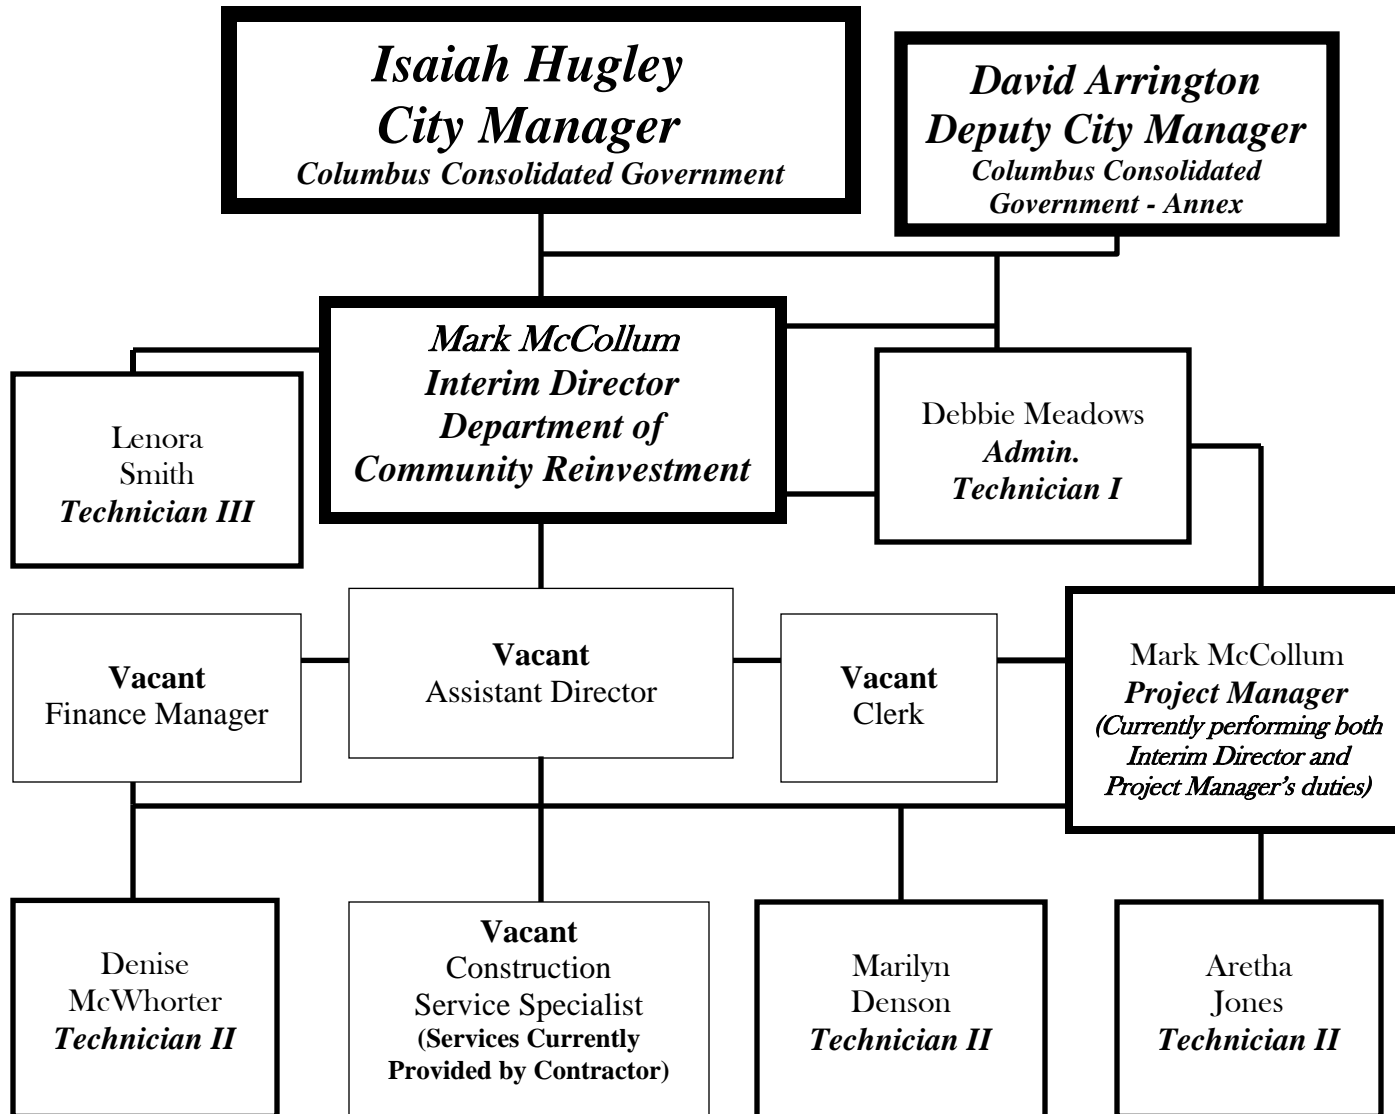 Isaiah Hugley
City Manager
Columbus Consolidated Government
David Arrington
Deputy City Manager
Columbus Consolidated
Government - Annex
Mark McCollum
Interim Director
Department of
Community Reinvestment
Lenora
Smith
Technician III
Debbie Meadows
Admin.
Technician I
Vacant
Finance Manager
Vacant
Assistant Director
Vacant
Clerk
Mark McCollum
Project Manager
(Currently performing both
Interim Director and
Project Manager’s duties)
Denise
McWhorter
Technician II
Vacant
Construction
Service Specialist
(Services Currently
Provided by Contractor)
Marilyn
Denson
Technician II
Aretha
Jones
Technician II